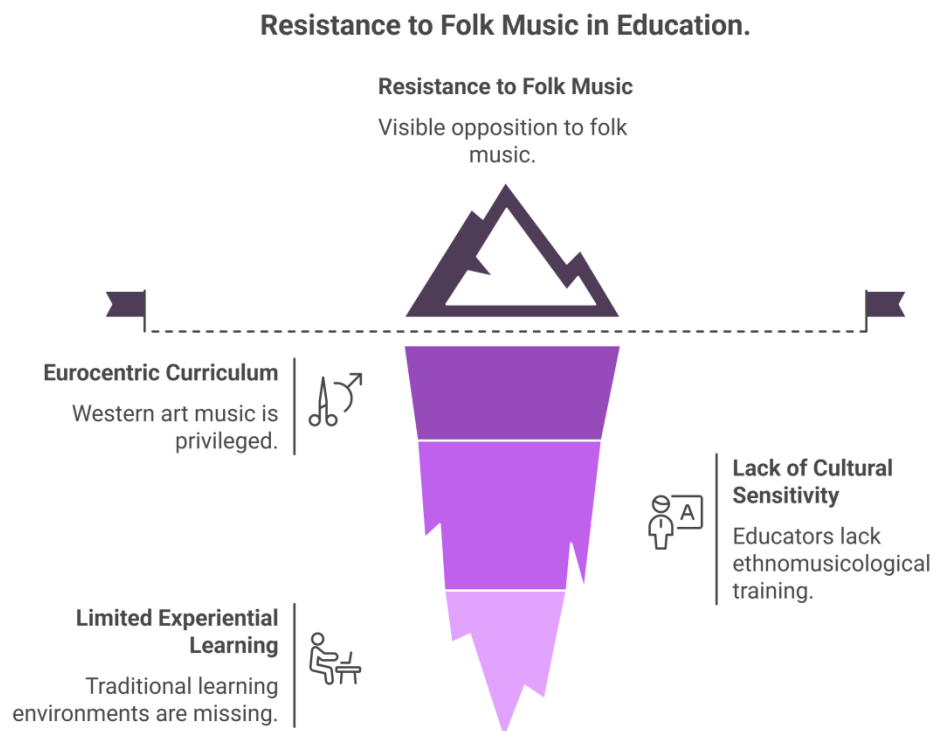 Resistance to Folk Music in Education.
Resistance to Folk Music
Visible opposition to folk
music.
Eurocentric Curriculum
Western art music is
privileged.
Lack of Cultural
Sensitivity
A
Educators lack
ethnomusicological
training.
Limited Experiential
Learning
Traditional learning
environments are missing.